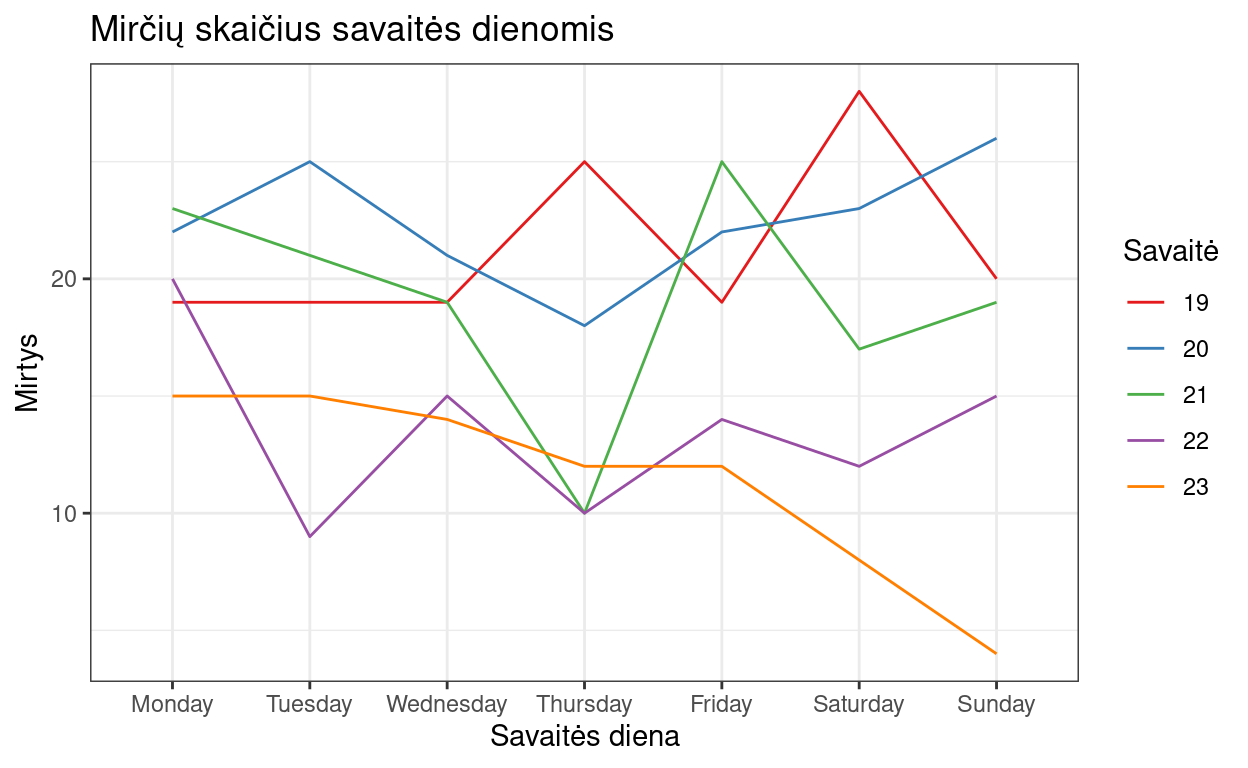 Mirčių skaičius savaitės dienomis
Mirtys
20
10
Monday Tuesday Wednesday Thursday Friday Saturday Sunday
Savaitės diena
Savaitė
19
20
21
22
23